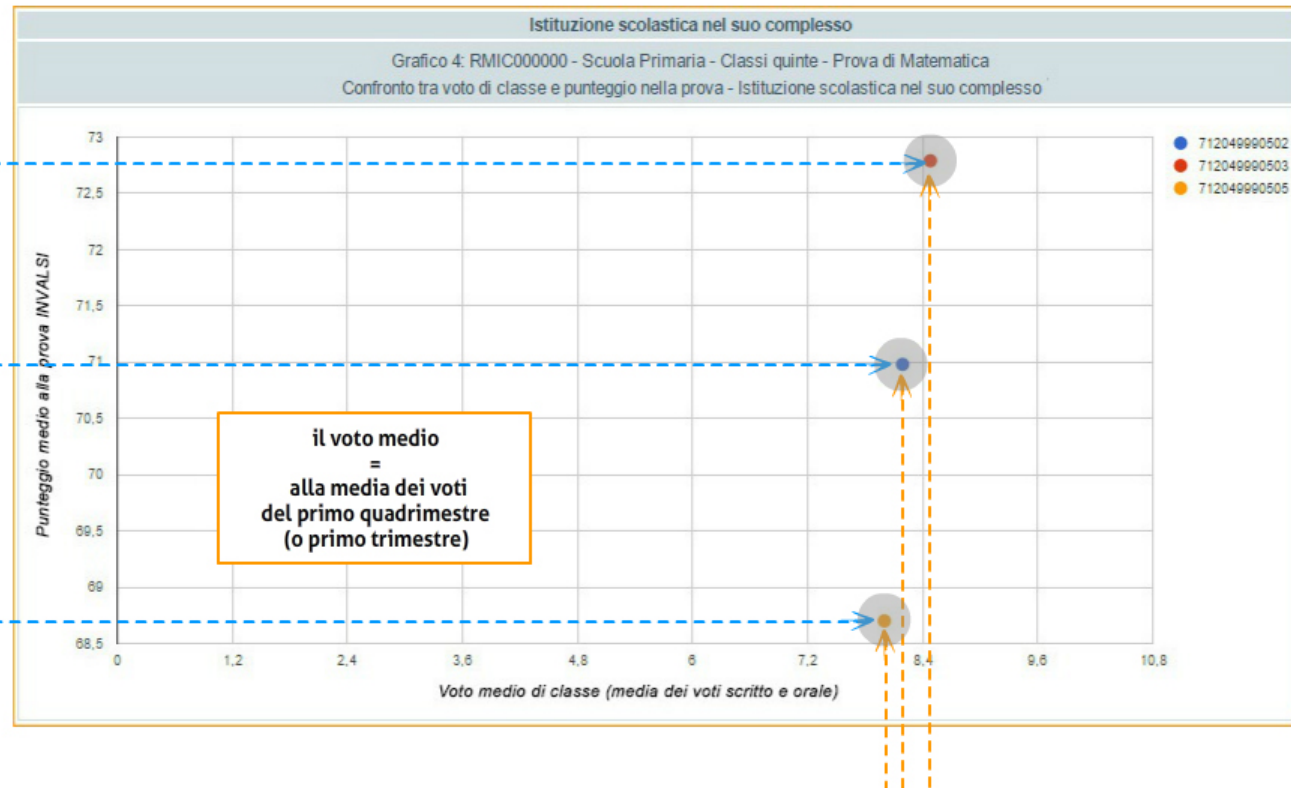 Istituzione scolastica nel suo complesso
Grafico 4: RMIC000000 - Scuola Primaria - Classi quinte - Prova di Matematica
Confronto tra voto di classe e punteggio nella prova - Istituzione scolastica nel suo complesso
73
72,5
72
71,5
71
70,5
70
69,5
69
68,5
Punteggio medio alla prova INVALSI
712049990502
712049990503
712049990505
il voto medio
=
alla media dei voti
del primo quadrimestre
(o primo trimestre)
0 1,2 2,4 3,6 4,8 6 7,2 8,4 9,6 10,8
Voto medio di classe (media dei voti scritto e orale)